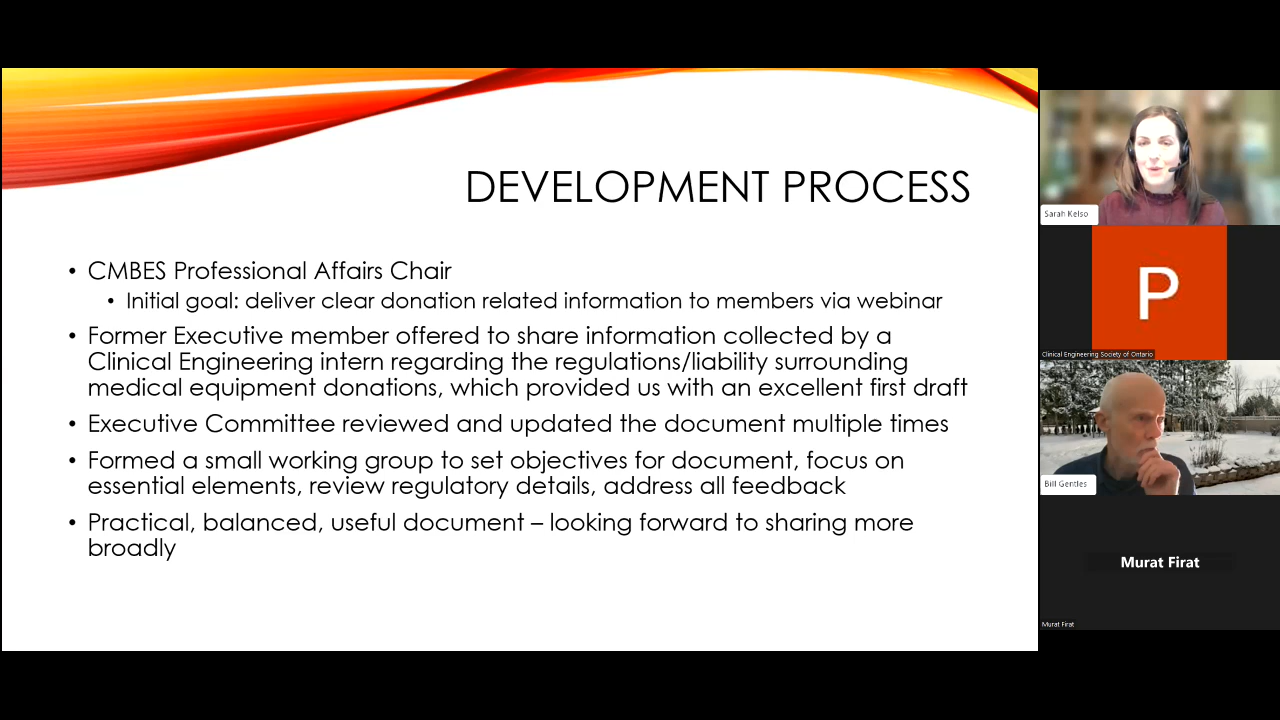 DEVELOPMENT PROCESS
• CMBES Professional Affairs Chair
• Initial goal: deliver clear donation related information to members via webinar
• Former Executive member offered to share information collected by a
Clinical Engineering intern regarding the regulations/liability surrounding
medical equipment donations, which provided us with an excellent first draft
• Executive Committee reviewed and updated the document multiple times
• Formed a small working group to set objectives for document, focus on
essential elements, review regulatory details, address all feedback
• Practical, balanced, useful document – looking forward to sharing more
broadly
Sarah Kelso
P
Clinical Engineering Society of Ontario
Bill Gentles
Murat Firat
Murat Firat